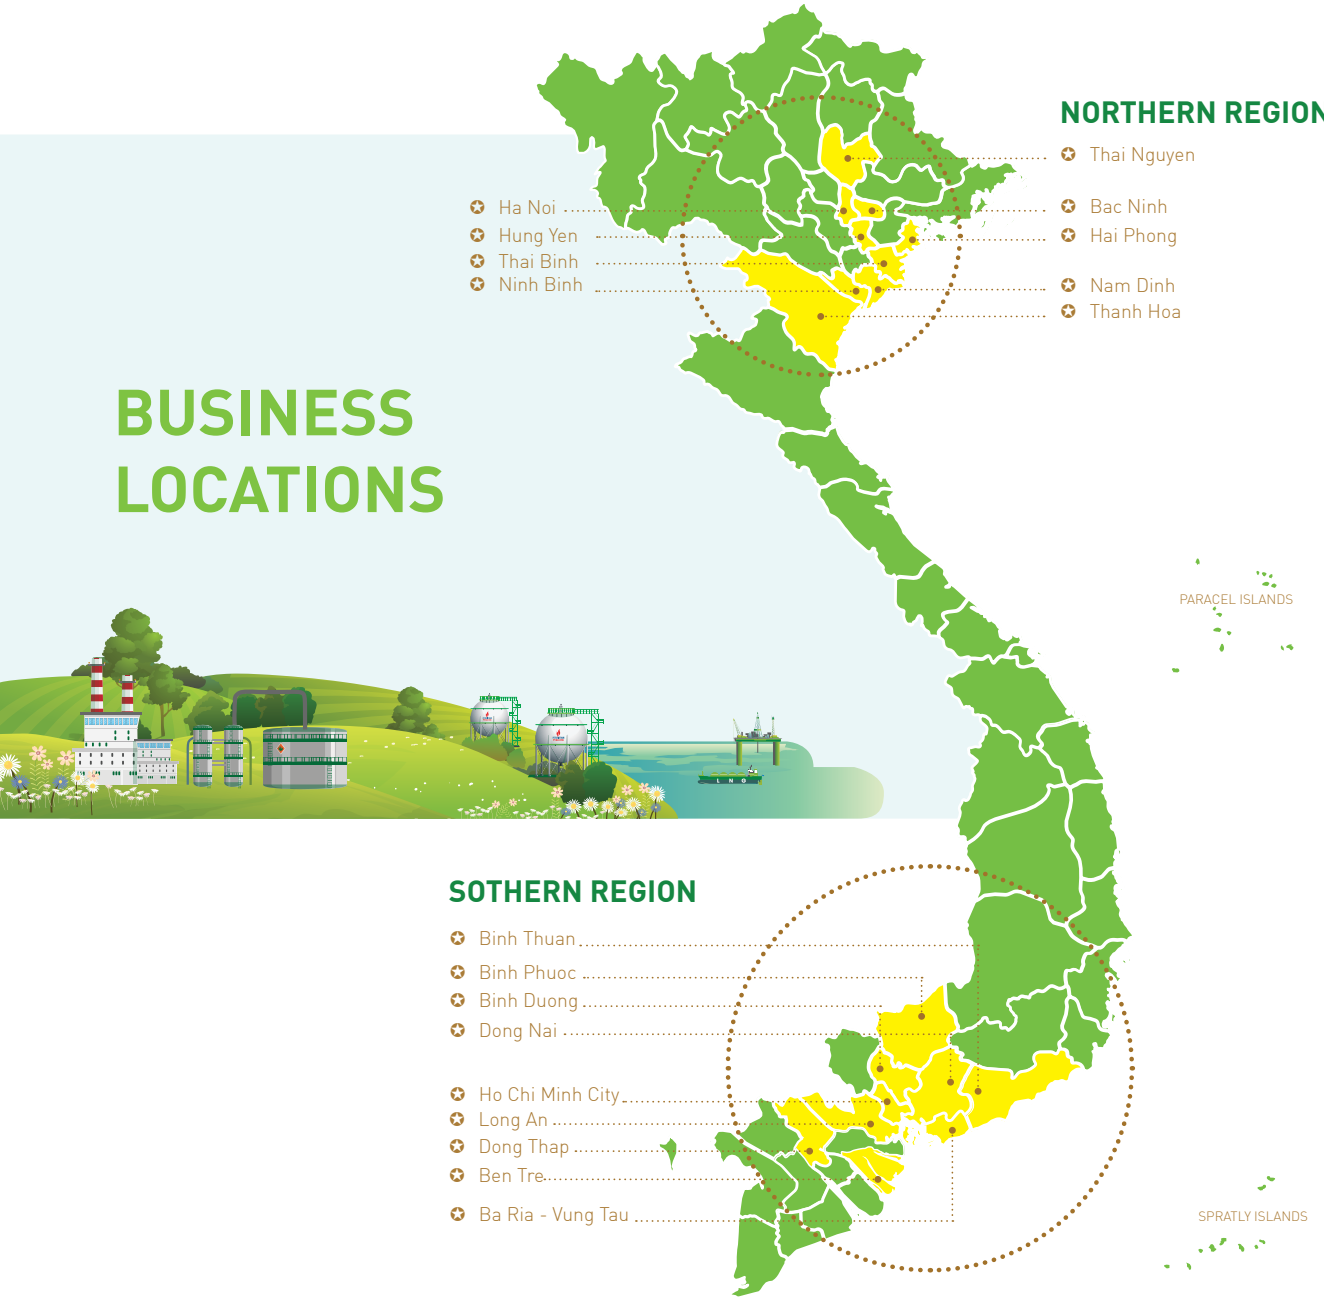 NORTHERN REGION
Thai Nguyen
Ha Noi
Bac Ninh
Hung Yen
Hai Phong
Thai Binh
Ninh Binh
Nam Dinh
Thanh Hoa
BUSINESS
LOCATIONS
PARACEL ISLANDS
LNG
SOTHERN REGION
Binh Thuan
Binh Phuoc
Binh Duong
Dong Nai
Ho Chi Minh City
Long An
Dong Thap
Ben Tre
Ba Ria - Vung Tau
SPRATLY ISLANDS